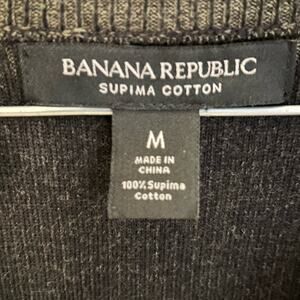 BANANA REPUBLIC
SUPIMA COTTON
M
MADE IN
CHINA
100% Supima
Cotton